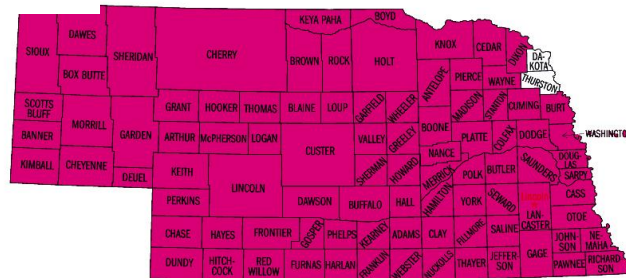 KEYA PAHA
BOYD
DAWES
SIOUX
SHERIDAN
CHERRY
BROWN
ROCK
HOLT
KNOX
CEDAR
DIXON
DA-
KOTA
THURSTON
BOX BUTTE
ANTELOPE
PIERCE
WAYNE
SCOTTS
BLUFF
MORRILL
GARDEN
GRANT
HOOKER
THOMAS
BLAINE
LOUP
GARFIELD
WHEELER
MADISON
STANTON
CUMING
BURT
BANNER
ARTHUR
McPHERSON
LOGAN
CUSTER
VALLEY
GREELEY
BOONE
PLATTE
COLFAX
DODGE
WASHINGTO
KIMBALL
CHEYENNE
DEUEL
KEITH
LINCOLN
SHERMAN
HOWARD
NANCE
MERRICK
POLK
BUTLER
SAUNDERS
DOUG-
LAS
SARPY
PERKINS
DAWSON
BUFFALO
HALL
HAMILTON
YORK
SEWARD
LAN-
CASTER
CASS
OTOE
CHASE
HAYES
FRONTIER
GOSPER
PHELPS
KEARNEY
ADAMS
CLAY
FILLMORE
SALINE
GAGE
JOHN-
SON
NE-
MAHA
DUNDY
HITCH-
COCK
RED
WILLOW
FURNAS
HARLAN
FRANKLIN
WEBSTER
NUCKOLLS
THAYER
JEFFER-
SON
PAWNEE
RICHARD
SON